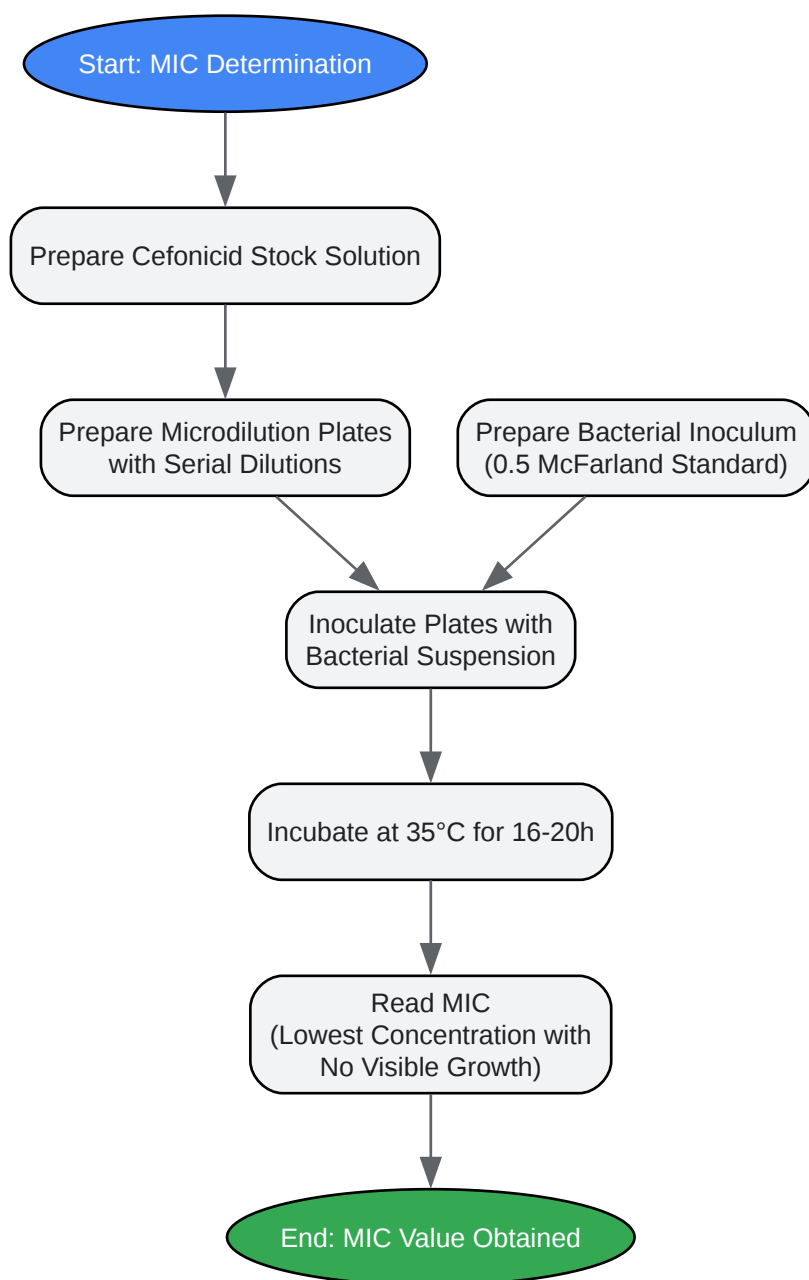 Start: MIC Determination
Prepare Cefonicid Stock Solution
Prepare Microdilution Plates
with Serial Dilutions
Prepare Bacterial Inoculum
(0.5 McFarland Standard)
Inoculate Plates with
Bacterial Suspension
Incubate at 35°C for 16-20h
Read MIC
(Lowest Concentration with
No Visible Growth)
End: MIC Value Obtained